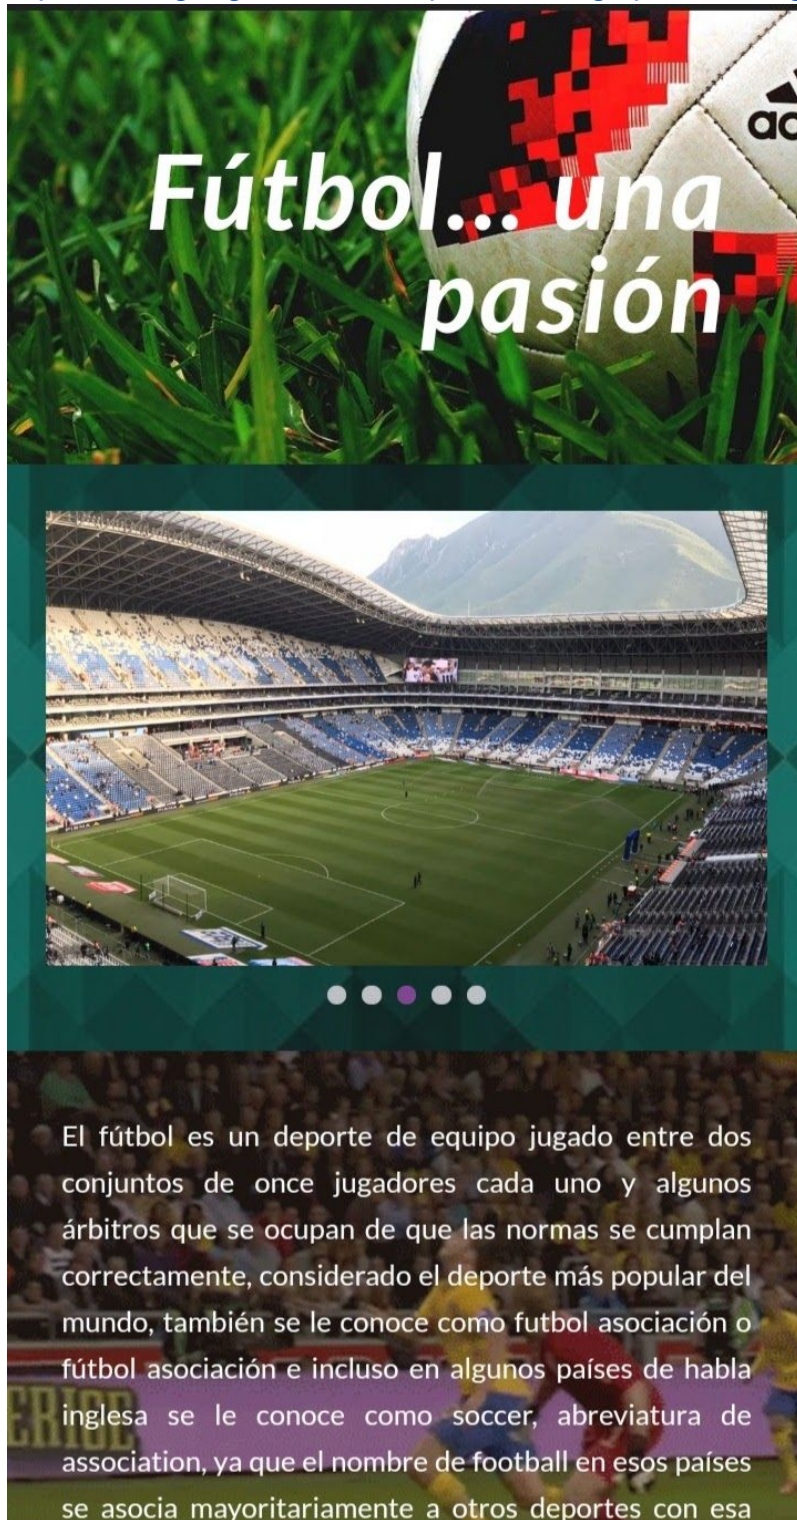 Fútbol... una
pasión
El fútbol es un deporte de equipo jugado entre dos
conjuntos de once jugadores cada uno y algunos
árbitros que se ocupan de que las normas se cumplan
correctamente, considerado el deporte más popular del
mundo, también se le conoce como futbol asociación o
fútbol asociación e incluso en algunos países de habla
inglesa se le conoce como soccer, abreviatura de
association, ya que el nombre de football en esos países
se asocia mayoritariamente a otros deportes con esa